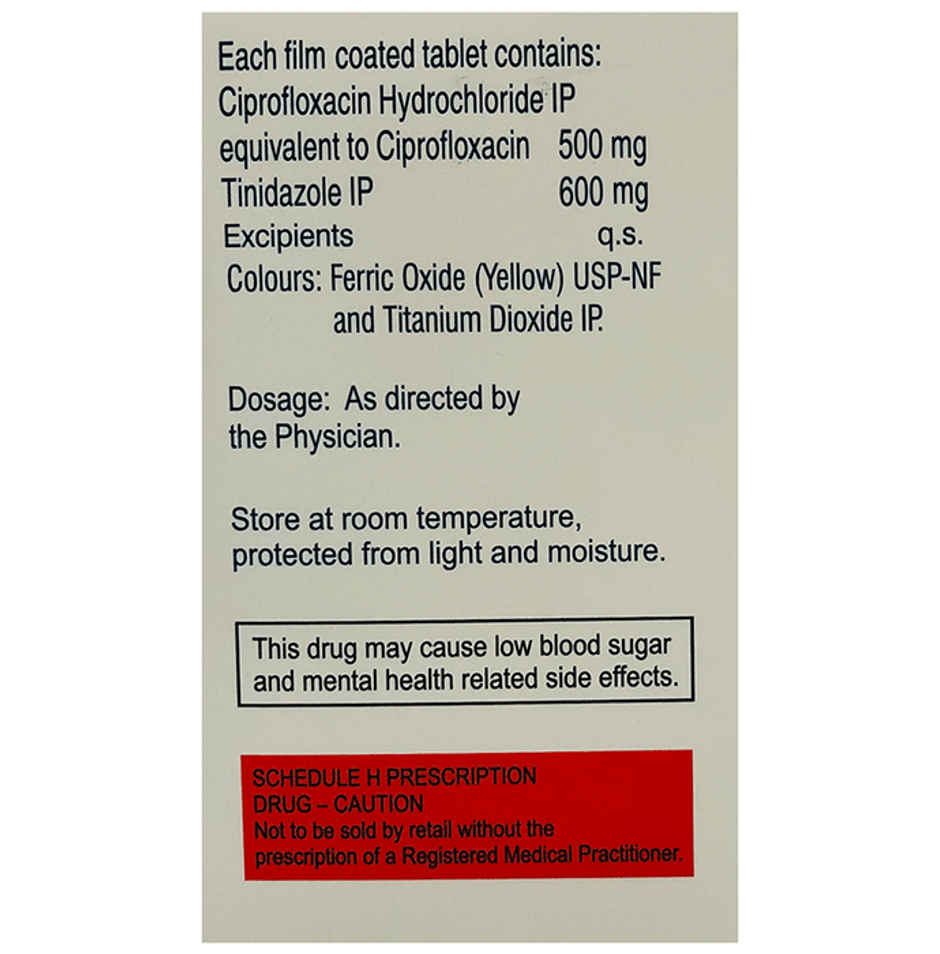 Each film coated tablet contains:
Ciprofloxacin Hydrochloride IP
equivalent to Ciprofloxacin 500 mg
Tinidazole IP 600 mg
Excipients q.s.
Colours: Ferric Oxide (Yellow) USP-NF
and Titanium Dioxide IP.
Dosage: As directed by
the Physician.
Store at room temperature,
protected from light and moisture.
This drug may cause low blood sugar
and mental health related side effects.
SCHEDULE H PRESCRIPTION
DRUG – CAUTION
Not to be sold by retail without the
prescription of a Registered Medical Practitioner.